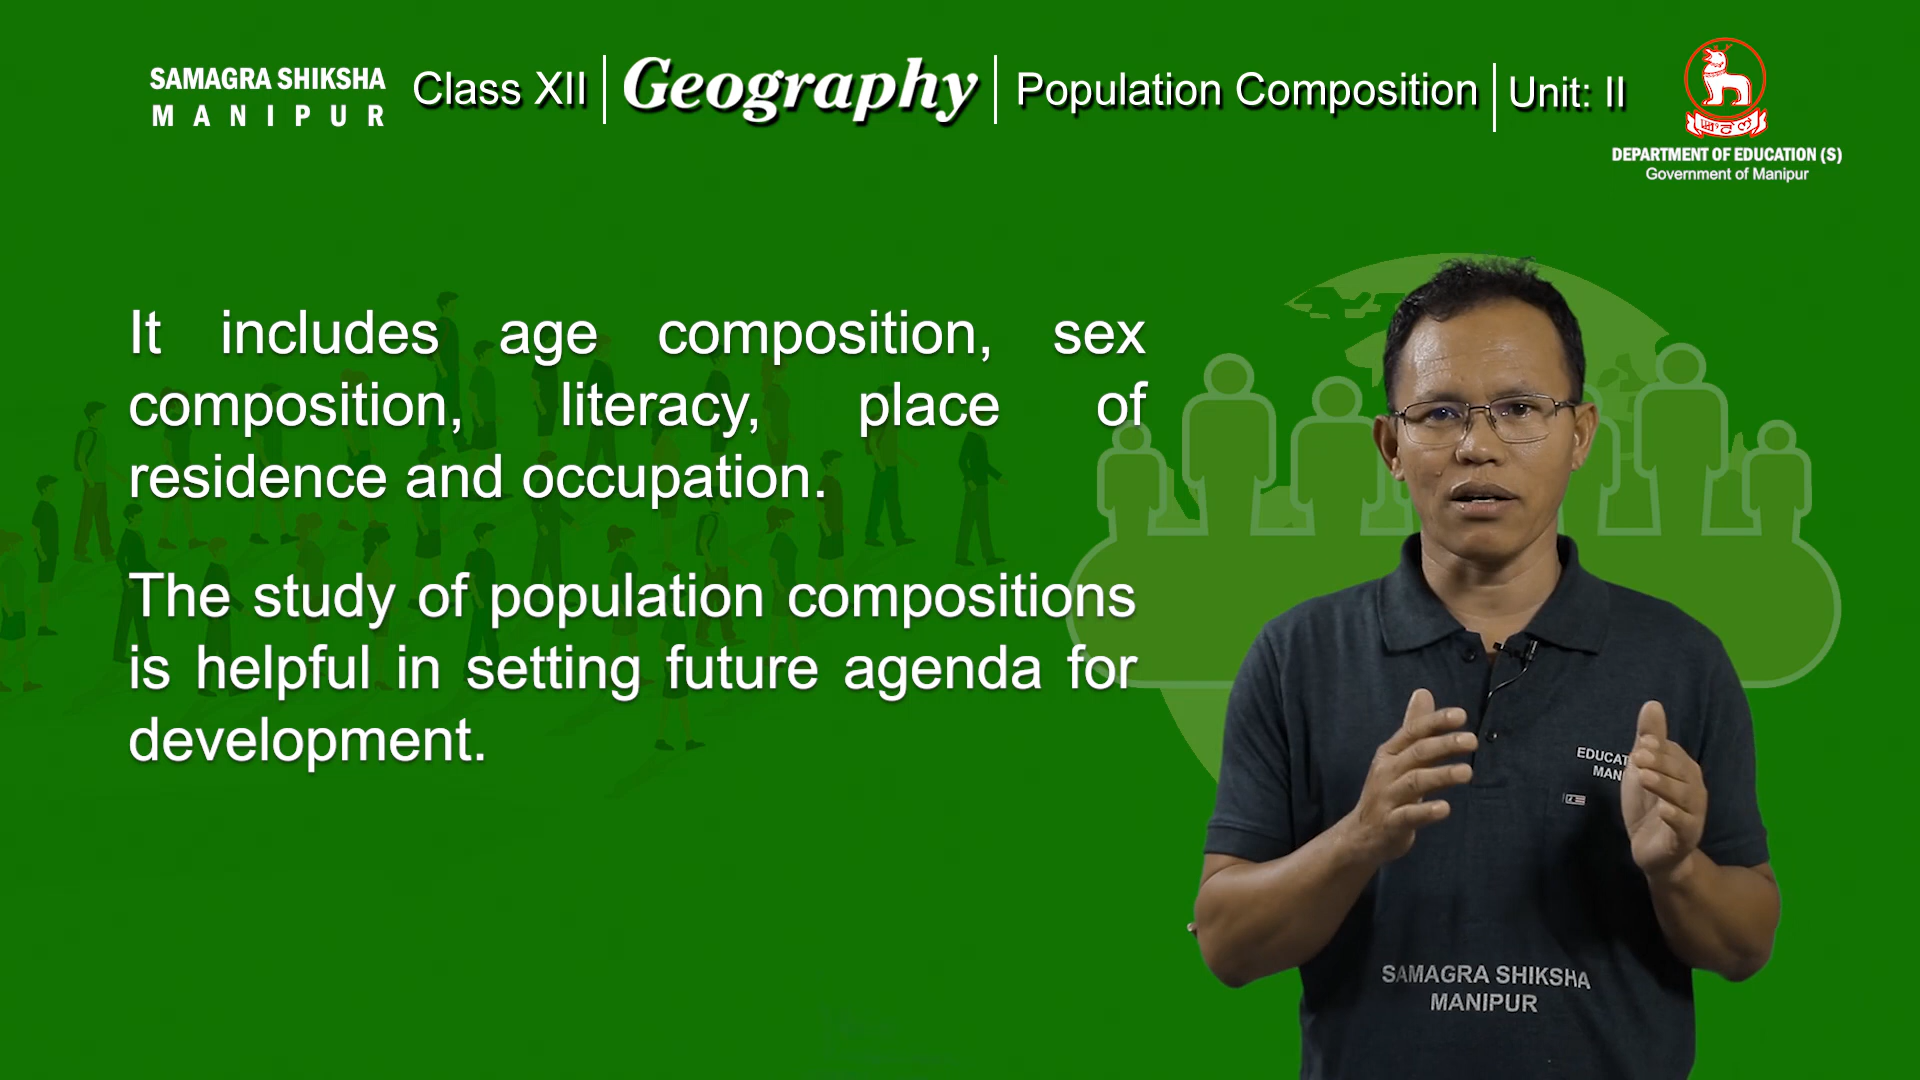 SAMAGRA SHIKSHA
MANIPUR
Class XII
Geography
Population Composition
Unit: II
DEPARTMENT OF EDUCATION (S)
Government of Manipur
It includes age composition, sex
composition, literacy, place of
residence and occupation.
The study of population compositions
is helpful in setting future agenda for
development.
SAMAGRA SHIKSHA
MANIPUR